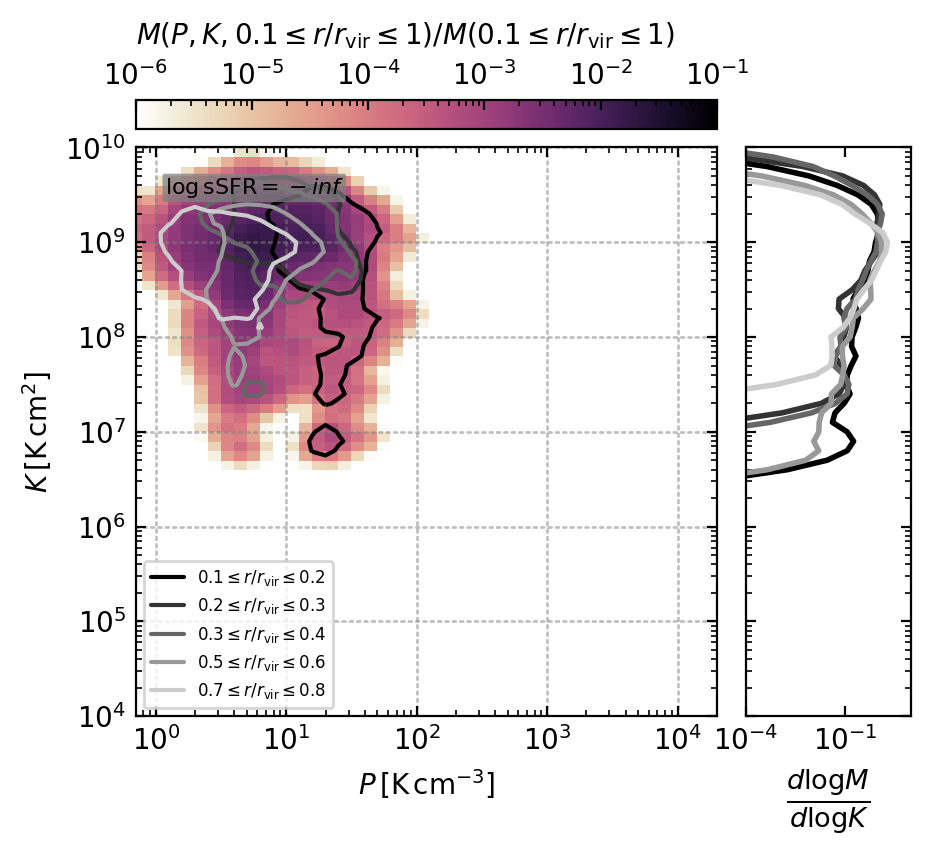 M(P, K, 0.1 ≤ r/r_vir ≤ 1)/M(0.1 ≤ r/r_vir ≤ 1)
10^−6 10^−5 10^−4 10^−3 10^−2 10^−1
log sSFR = −inf
K [K cm^2]
10^10
10^9
10^8
10^7
10^6
10^5
10^4
0.1 ≤ r/r_vir ≤ 0.2
0.2 ≤ r/r_vir ≤ 0.3
0.3 ≤ r/r_vir ≤ 0.4
0.5 ≤ r/r_vir ≤ 0.6
0.7 ≤ r/r_vir ≤ 0.8
10^0 10^1 10^2 10^3 10^4
P [K cm^−3]
10^−4 10^−1
dlogM
dlogK